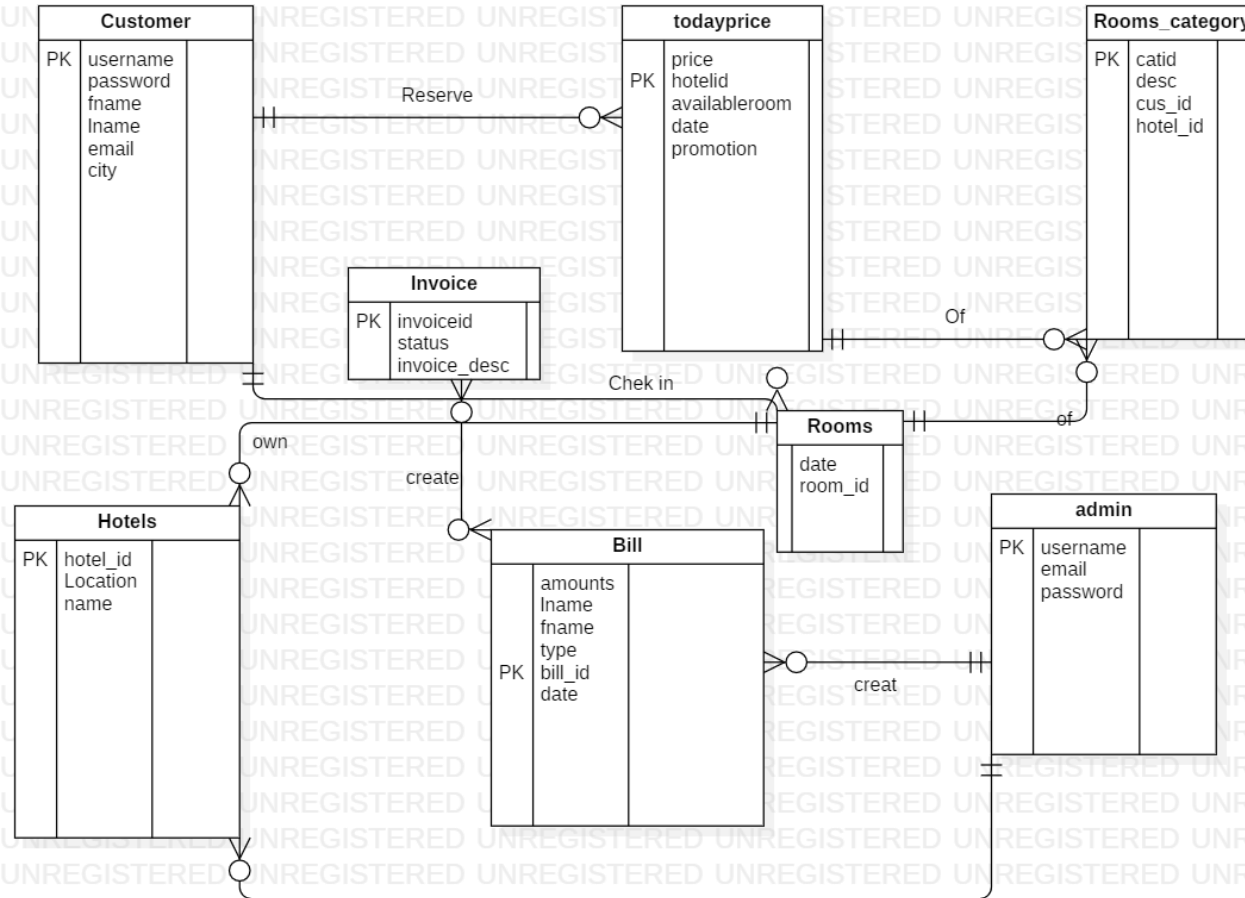 Customer
PK username
password
fname
lname
email
city
Reserve
todayprice
price
PK hotelid
availableroom
date
promotion
Rooms_category
PK catid
desc
cus_id
hotel_id
Invoice
PK invoiceid
status
invoice_desc
Of
Chek in
own
create
of
Rooms
date
room_id
Hotels
PK hotel_id
Location
name
Bill
amounts
lname
fname
type
PK bill_id
date
creat
admin
PK username
email
password
UNREGISTERED